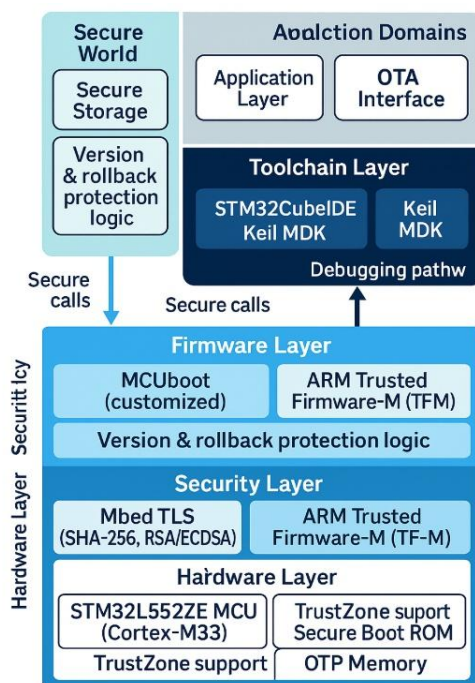 Secure
World
Secure
Storage
Version
& rollback
protection
logic
Auolction Domains
Application
Layer
OTA
Interface
Toolchain Layer
STM32CubeIDE
Keil MDK
Keil
MDK
Debugging pathw
Secure
calls
Secure calls
Firmware Layer
MCUboot
(customized)
ARM Trusted
Firmware-M (TFM)
Version & rollback protection logic
Securitt lcy
Hardware Layer
Security Layer
Mbed TLS
(SHA-256, RSA/ECDSA)
ARM Trusted
Firmware-M (TF-M)
Hardware Layer
STM32L552ZE MCU
(Cortex-M33)
TrustZone suport
Secure Boot ROM
TrustZone support
OTP Memory